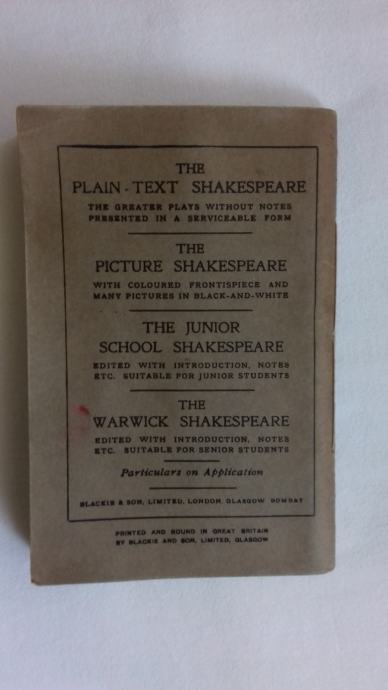 THE
PLAIN-TEXT SHAKESPEARE
THE GREATER PLAYS WITHOUT NOTES
PRESENTED IN A SERVICEABLE FORM
THE
PICTURE SHAKESPEARE
WITH COLOURED FRONTISPIECE AND
MANY PICTURES IN BLACK-AND-WHITE
THE JUNIOR
SCHOOL SHAKESPEARE
EDITED WITH INTRODUCTION, NOTES
ETC. SUITABLE FOR JUNIOR STUDENTS
THE
WARWICK SHAKESPEARE
EDITED WITH INTRODUCTION, NOTES
ETC. SUITABLE FOR SENIOR STUDENTS
Particulars on Application
BLACKIE & SON, LIMITED, LONDON, GLASGOW BOMBAY
PRINTED AND BOUND IN GREAT BRITAIN
BY BLACKIE AND SON, LIMITED, GLASGOW